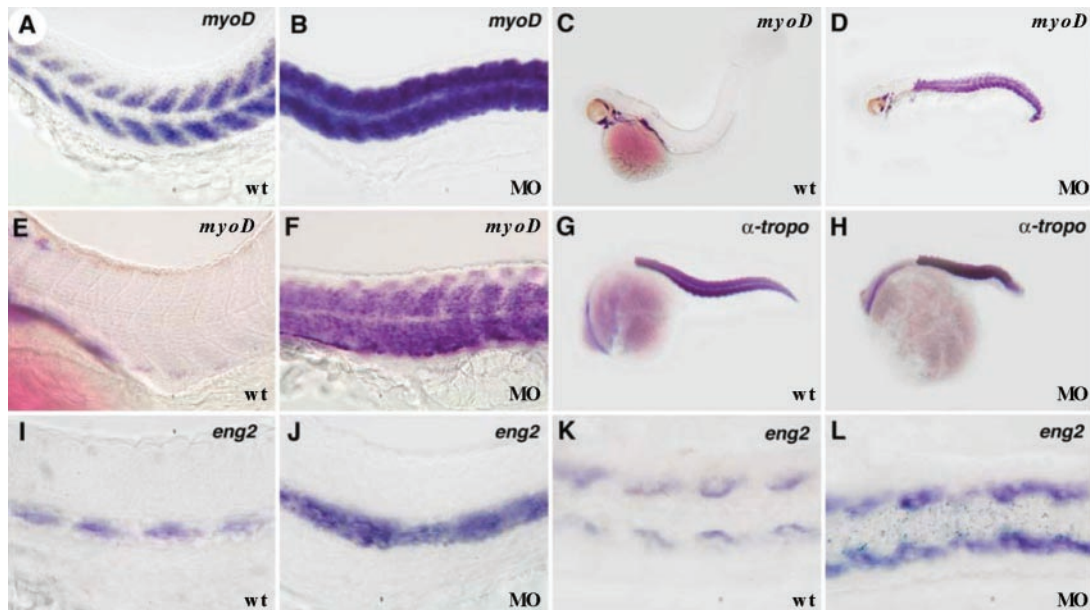 A myoD wt
B myoD MO
C myoD wt
D myoD MO
E myoD wt
F myoD MO
G α-tropo wt
H α-tropo MO
I eng2 wt
J eng2 MO
K eng2 wt
L eng2 MO